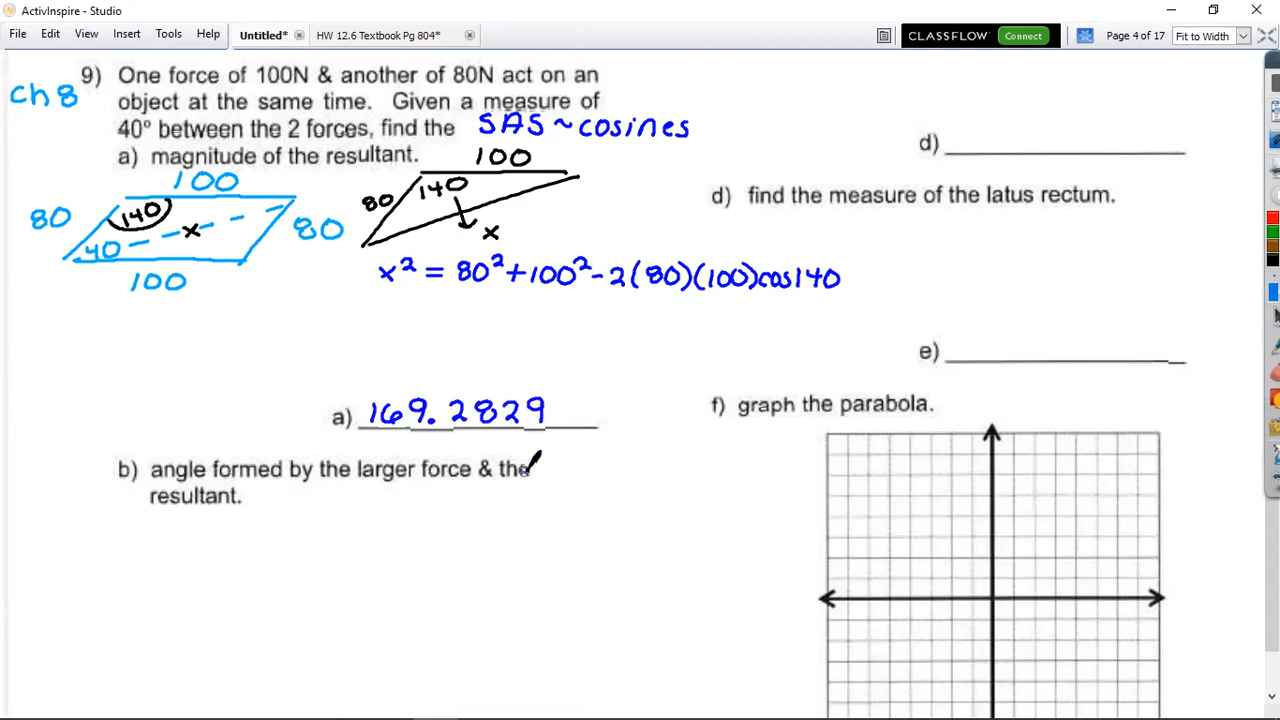 ActivInspire - Studio
File Edit View Insert Tools Help
Untitled* HW 12.6 Textbook Pg 804*
CLASSFLOW Connect
Page 4 of 17 Fit to Width
Ch 8
9) One force of 100N & another of 80N act on an
object at the same time. Given a measure of
40° between the 2 forces, find the
SAS ~ cosines
a) magnitude of the resultant.
100
80
140
40
x
80
100
100
80
140
x
x² = 80² + 100² - 2(80)(100)cos140
a) 169.2829
b) angle formed by the larger force & the
resultant.
d)
d) find the measure of the latus rectum.
e)
f) graph the parabola.